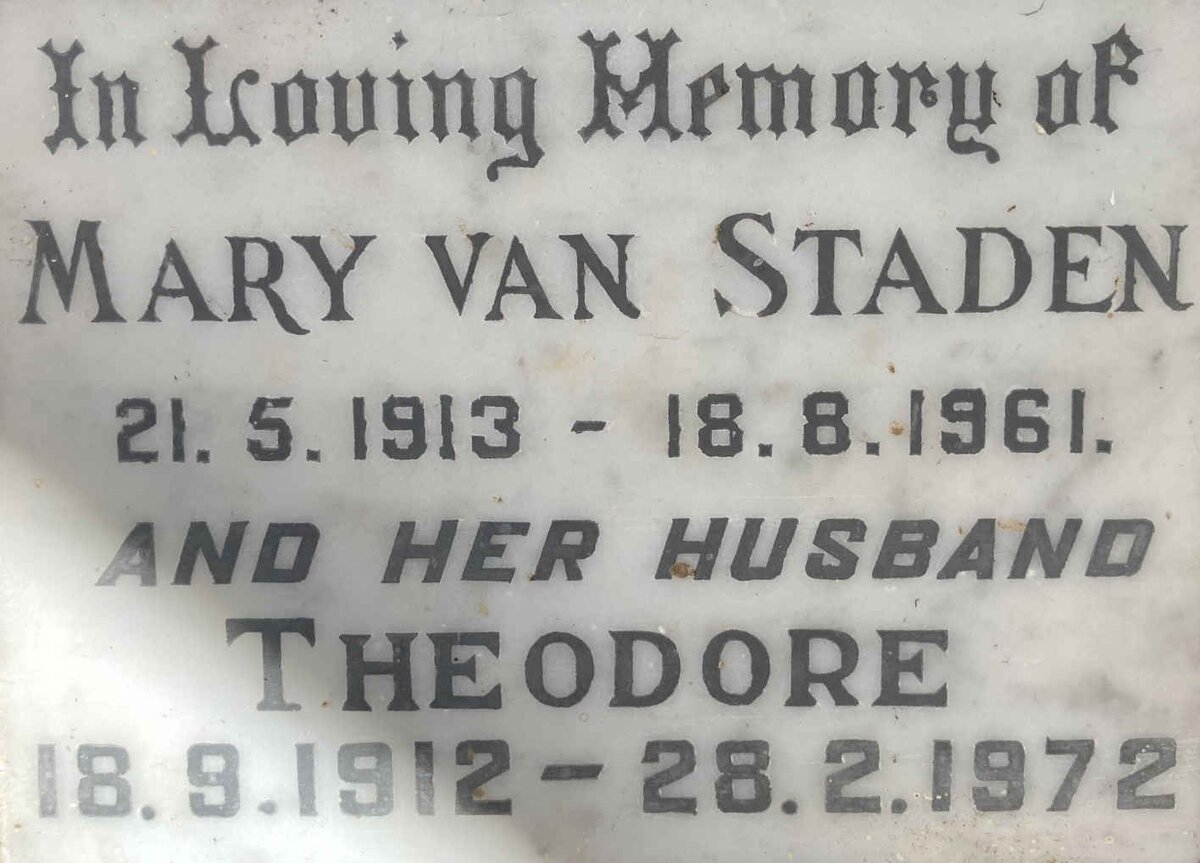 In Loving Memory of
MARY VAN STADEN
21. 5. 1913 - 18. 8. 1961.
AND HER HUSBAND
THEODORE
18. 9. 1912 - 28. 2. 1972